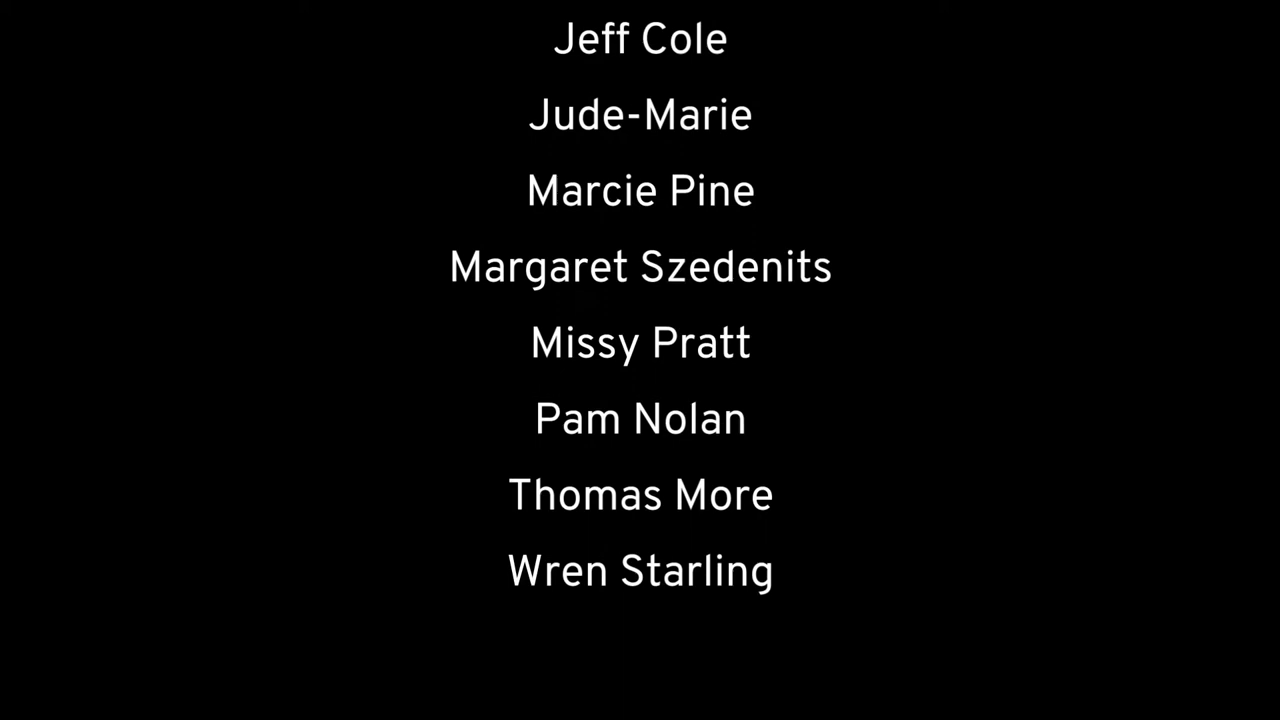 Jeff Cole
Jude-Marie
Marcie Pine
Margaret Szedenits
Missy Pratt
Pam Nolan
Thomas More
Wren Starling